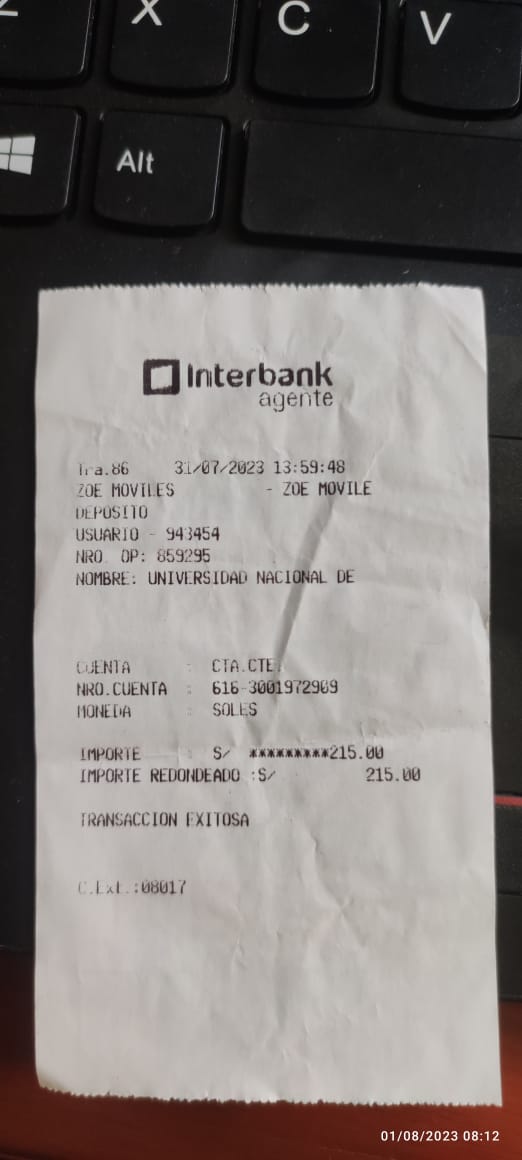 Z X C V
Alt
Interbank
agente
Tra.86 31/07/2023 13:59:48
ZOE MOVILES - ZOE MOVILE
DEPOSITO
USUARIO - 943454
NRO. OP: 859295
NOMBRE: UNIVERSIDAD NACIONAL DE
CUENTA : CTA.CTE.
NRO.CUENTA : 616-3001972909
MONEDA : SOLES
IMPORTE : S/ *********215.00
IMPORTE REDONDEADO :S/ 215.00
TRANSACCION EXITOSA
C.Ext.:08017
01/08/2023 08:12